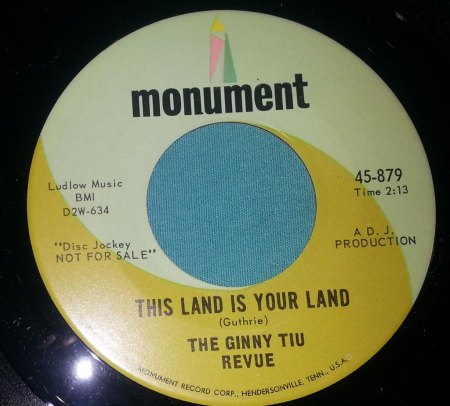 monument
Ludlow Music
BMI
D2W-634
"Disc Jockey
NOT FOR SALE"
45-879
Time 2:13
A D. J.
PRODUCTION
THIS LAND IS YOUR LAND
(Guthrie)
THE GINNY TIU
REVUE
MONUMENT RECORD CORP., HENDERSONVILLE, TENN., U.S.A.